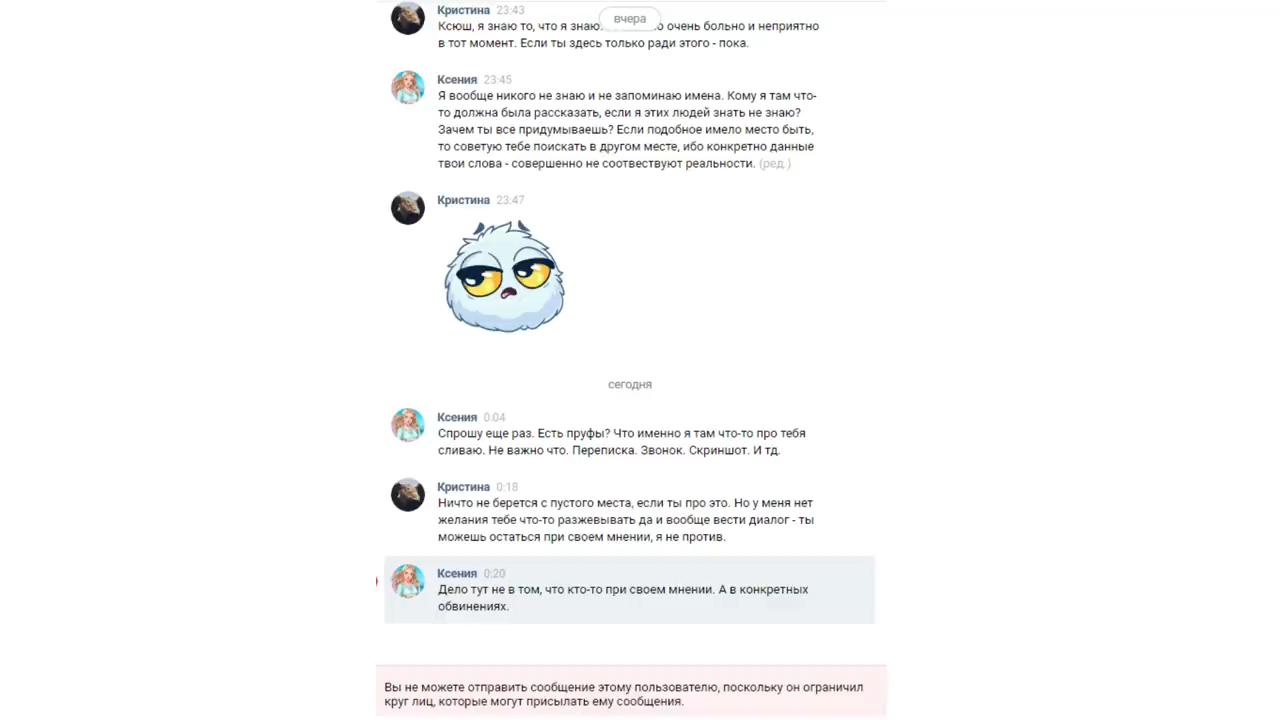 Кристина 23:43
вчера
Ксюш, я знаю то, что я знаю. о очень больно и неприятно
в тот момент. Если ты здесь только ради этого - пока.
Ксения 23:45
Я вообще никого не знаю и не запоминаю имена. Кому я там что-
то должна была рассказать, если я этих людей знать не знаю?
Зачем ты все придумываешь? Если подобное имело место быть,
то советую тебе поискать в другом месте, ибо конкретно данные
твои слова - совершенно не соотвествуют реальности. (ред.)
Кристина 23:47
сегодня
Ксения 0:04
Спрошу еще раз. Есть пруфы? Что именно я там что-то про тебя
сливаю. Не важно что. Переписка. Звонок. Скриншот. И тд.
Кристина 0:18
Ничто не берется с пустого места, если ты про это. Но у меня нет
желания тебе что-то разжевывать да и вообще вести диалог - ты
можешь остаться при своем мнении, я не против.
Ксения 0:20
Дело тут не в том, что кто-то при своем мнении. А в конкретных
обвинениях.
Вы не можете отправить сообщение этому пользователю, поскольку он ограничил
круг лиц, которые могут присылать ему сообщения.